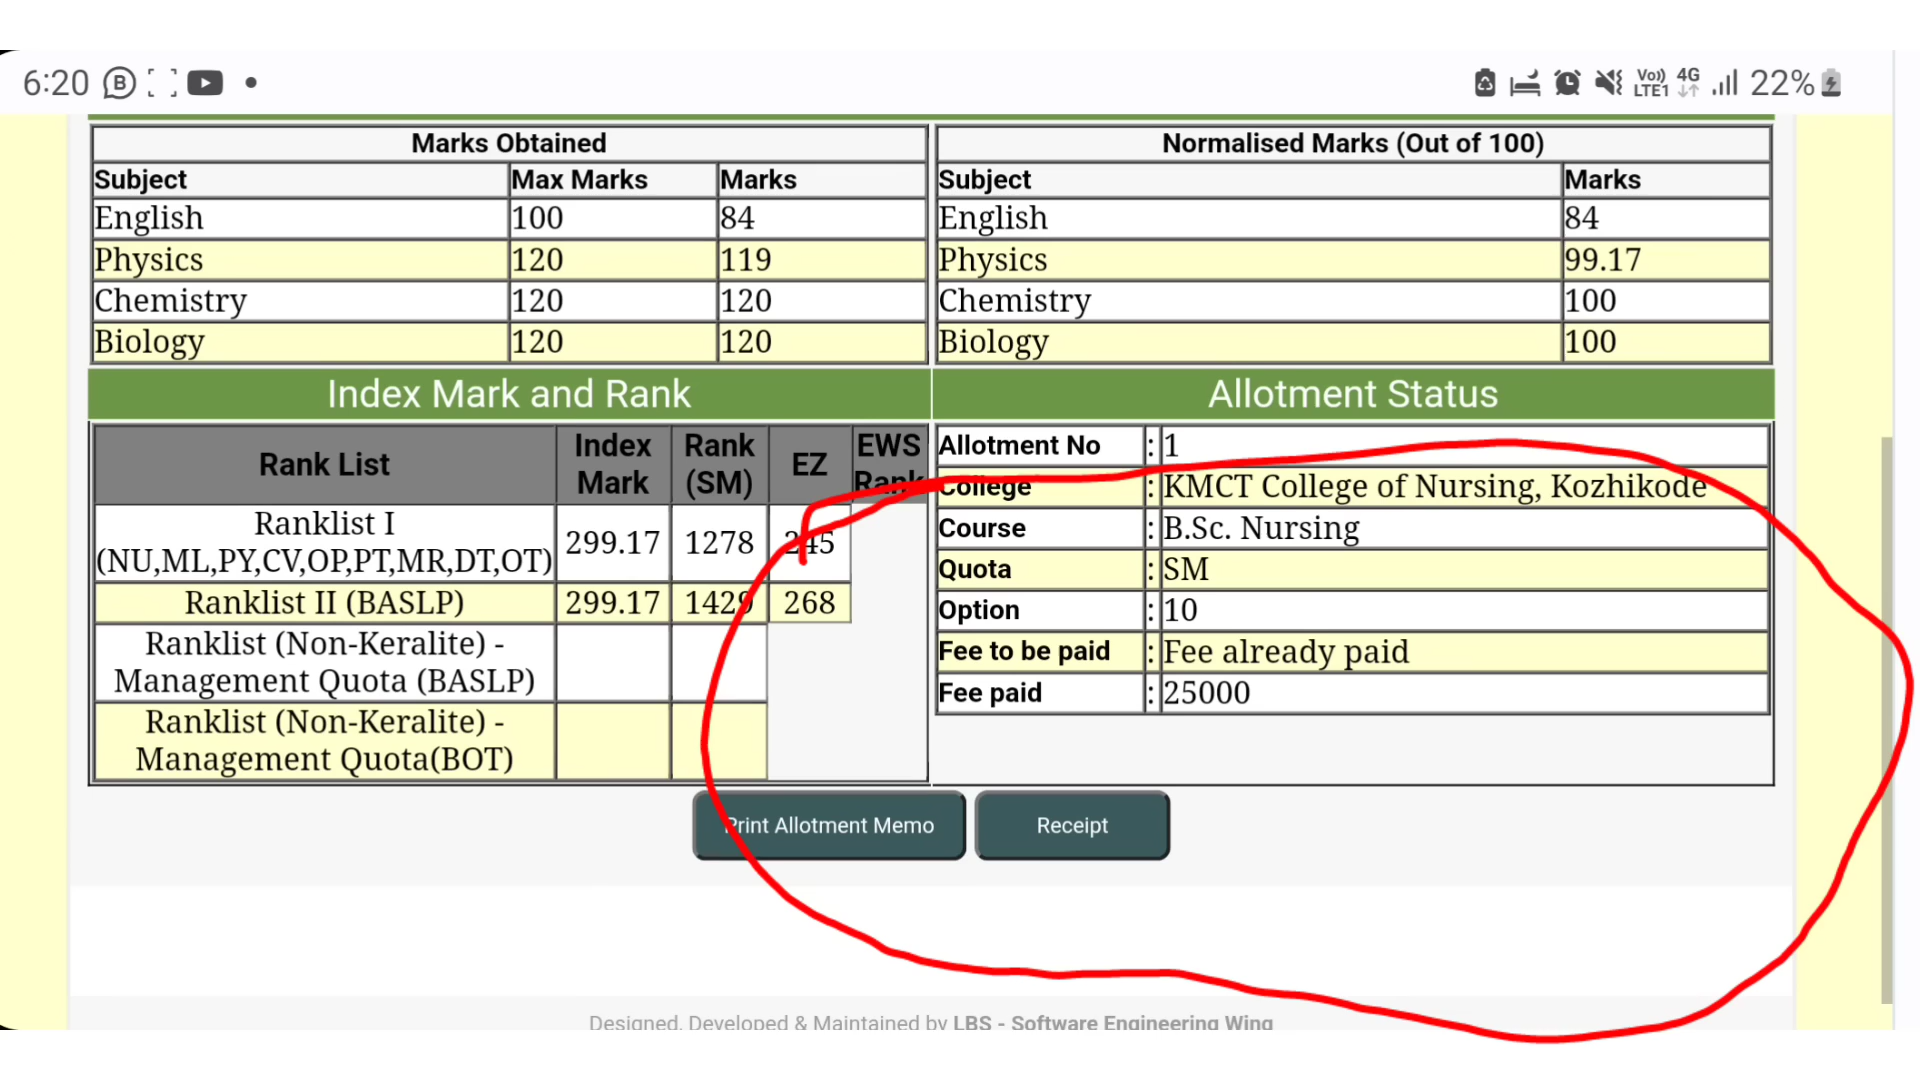 6:20
Vo)) 4G
LTE1
22%
Marks Obtained
Subject Max Marks Marks
English 100 84
Physics 120 119
Chemistry 120 120
Biology 120 120
Normalised Marks (Out of 100)
Subject Marks
English 84
Physics 99.17
Chemistry 100
Biology 100
Index Mark and Rank
Rank List Index Mark Rank (SM) EZ EWS Rank
Ranklist I
(NU,ML,PY,CV,OP,PT,MR,DT,OT) 299.17 1278 245
Ranklist II (BASLP) 299.17 1429 268
Ranklist (Non-Keralite) -
Management Quota (BASLP)
Ranklist (Non-Keralite) -
Management Quota(BOT)
Allotment Status
Allotment No : 1
College : KMCT College of Nursing, Kozhikode
Course : B.Sc. Nursing
Quota : SM
Option : 10
Fee to be paid : Fee already paid
Fee paid : 25000
Print Allotment Memo
Receipt
Designed, Developed & Maintained by LBS - Software Engineering Wing